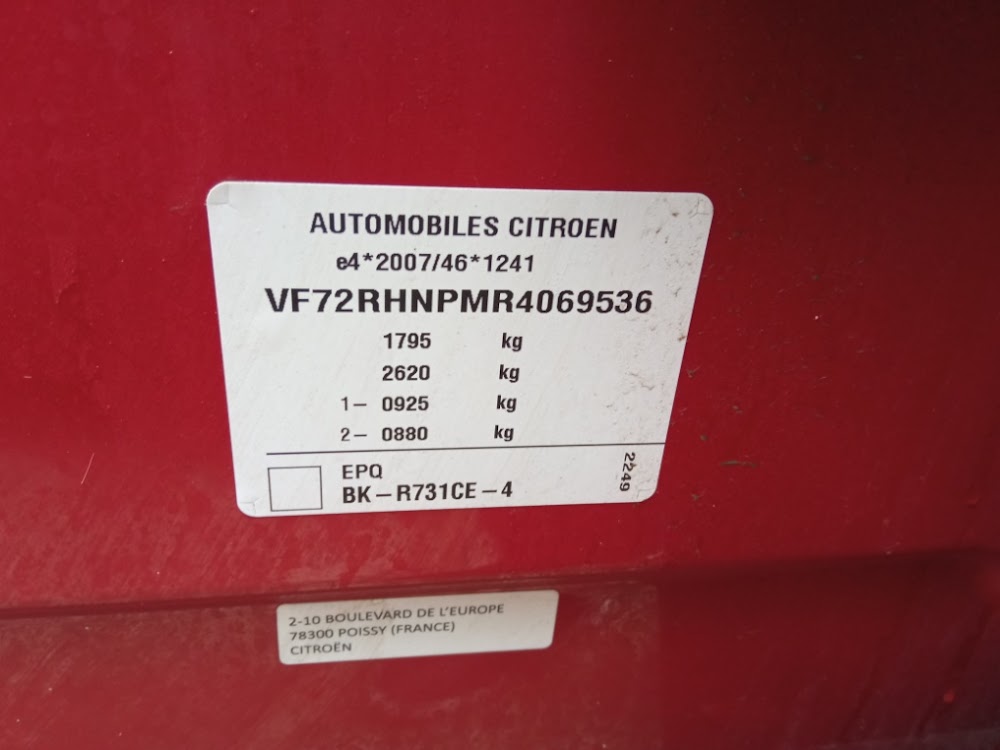 AUTOMOBILES CITROEN
e4*2007/46*1241
VF72RHNPMR4069536
1795 kg
2620 kg
1- 0925 kg
2- 0880 kg
EPQ
BK-R731CE-4
2249
2-10 BOULEVARD DE L'EUROPE
78300 POISSY (FRANCE)
CITROËN